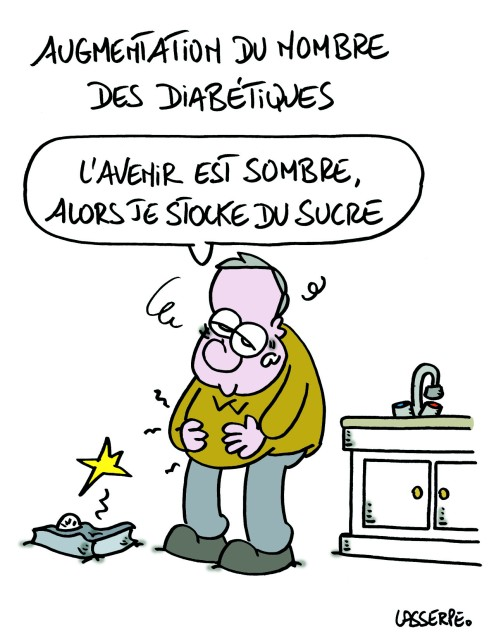 AUGMENTATION DU NOMBRE
DES DIABÉTIQUES
L'AVENIR EST SOMBRE,
ALORS JE STOCKE DU SUCRE
LASSERPE.